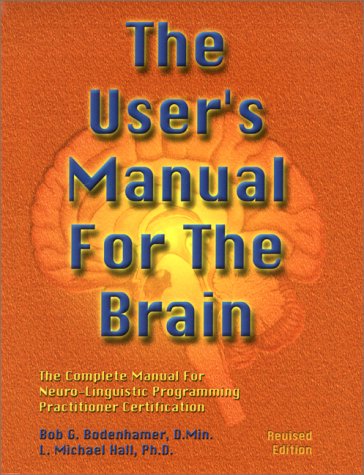 The
User's
Manual
For The
Brain
The Complete Manual For
Neuro-Linguistic Programming
Practitioner Certification
Bob G. Bodenhamer, D.Min.
L. Michael Hall, Ph.D.
Revised
Edition